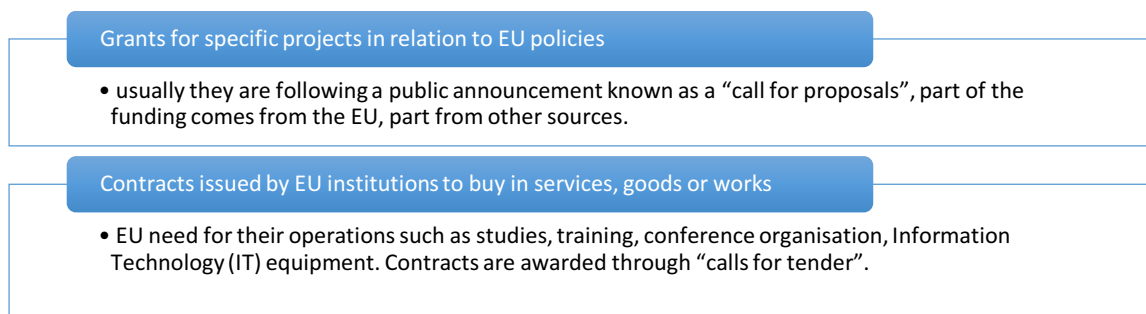 Grants for specific projects in relation to EU policies
• usually they are following a public announcement known as a “call for proposals”, part of the
funding comes from the EU, part from other sources.
Contracts issued by EU institutions to buy in services, goods or works
• EU need for their operations such as studies, training, conference organisation, Information
Technology (IT) equipment. Contracts are awarded through “calls for tender”.